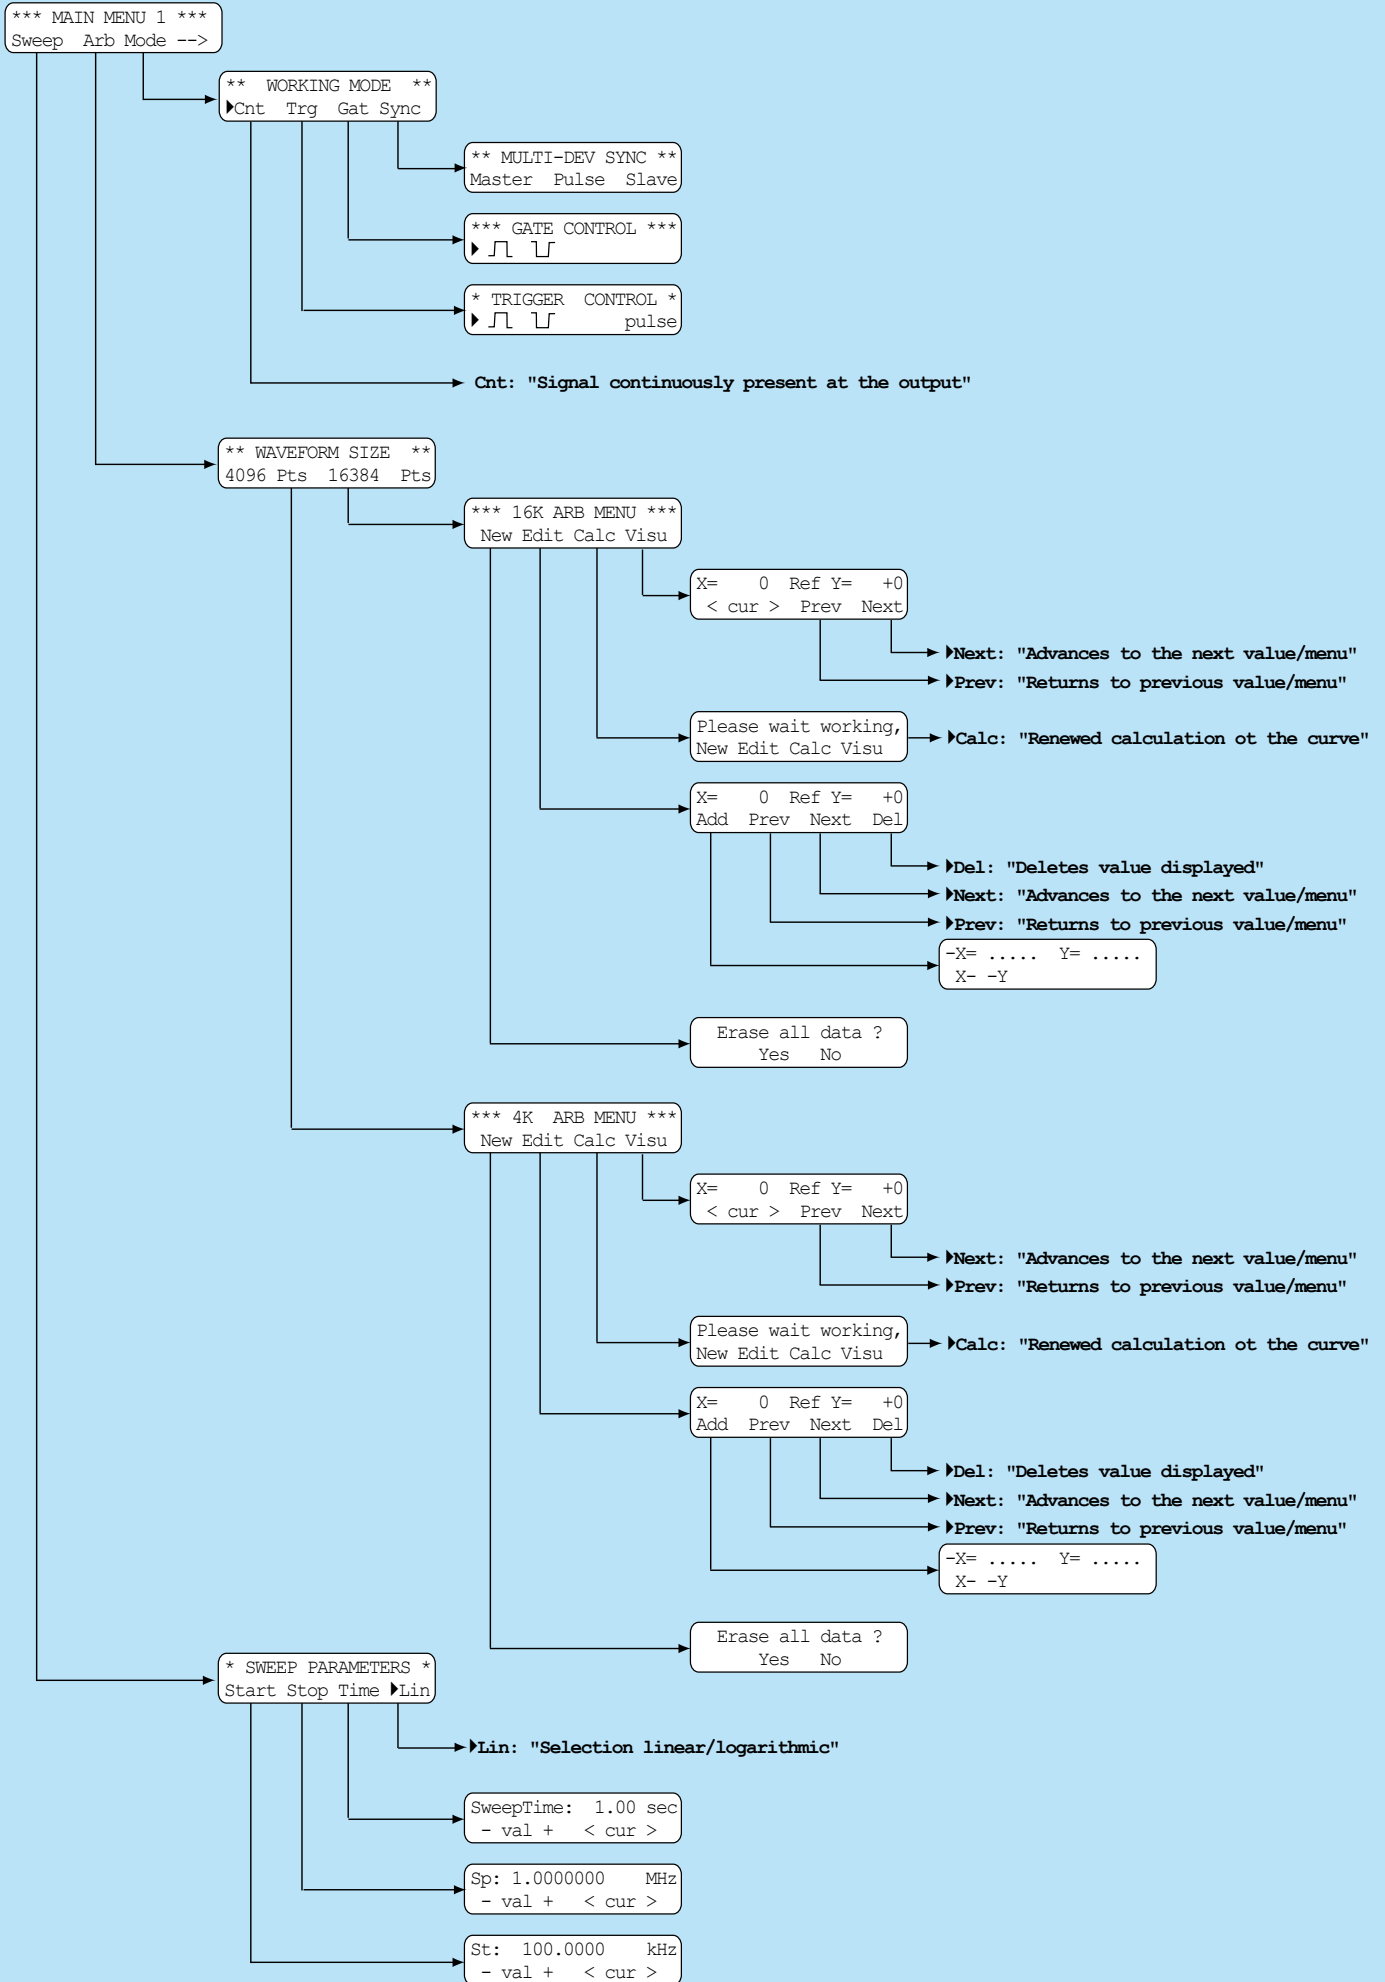 *** MAIN MENU 1 ***
Sweep Arb Mode -->
** WORKING MODE **
Cnt Trg Gat Sync
** MULTI-DEV SYNC **
Master Pulse Slave
*** GATE CONTROL ***
* TRIGGER CONTROL *
pulse
Cnt: "Signal continuously present at the output"
** WAVEFORM SIZE **
4096 Pts 16384 Pts
*** 16K ARB MENU ***
New Edit Calc Visu
X= 0 Ref Y= +0
< cur > Prev Next
Next: "Advances to the next value/menu"
Prev: "Returns to previous value/menu"
Please wait working,
New Edit Calc Visu
Calc: "Renewed calculation ot the curve"
X= 0 Ref Y= +0
Add Prev Next Del
Del: "Deletes value displayed"
Next: "Advances to the next value/menu"
Prev: "Returns to previous value/menu"
-X= ..... Y= .....
X- -Y
Erase all data ?
Yes No
*** 4K ARB MENU ***
New Edit Calc Visu
X= 0 Ref Y= +0
< cur > Prev Next
Next: "Advances to the next value/menu"
Prev: "Returns to previous value/menu"
Please wait working,
New Edit Calc Visu
Calc: "Renewed calculation ot the curve"
X= 0 Ref Y= +0
Add Prev Next Del
Del: "Deletes value displayed"
Next: "Advances to the next value/menu"
Prev: "Returns to previous value/menu"
-X= ..... Y= .....
X- -Y
Erase all data ?
Yes No
* SWEEP PARAMETERS *
Start Stop Time Lin
Lin: "Selection linear/logarithmic"
SweepTime: 1.00 sec
- val + < cur >
Sp: 1.0000000 MHz
- val + < cur >
St: 100.0000 kHz
- val + < cur >